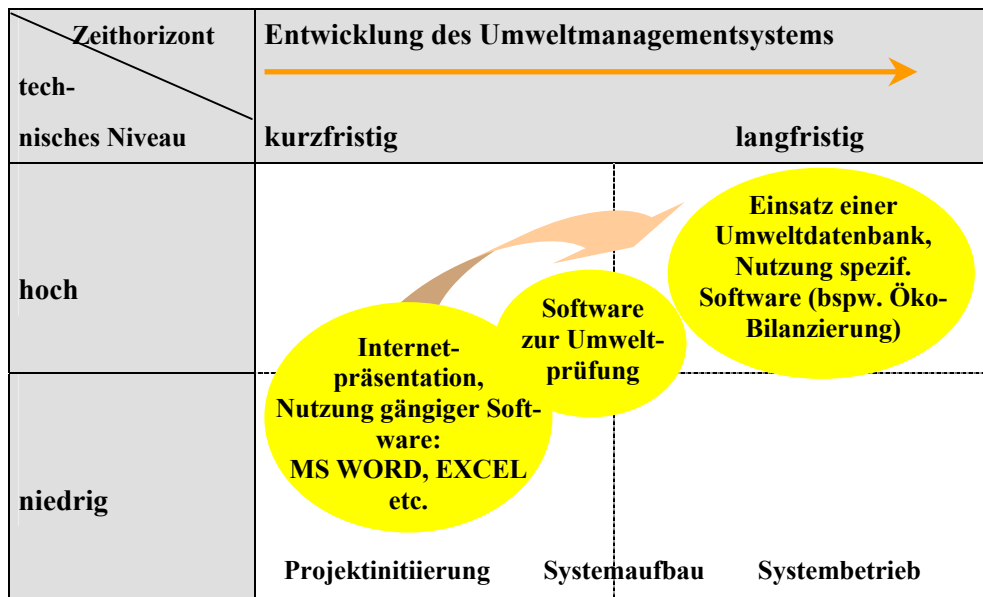 Zeithorizont
tech-
nisches Niveau
Entwicklung des Umweltmanagementsystems
kurzfristig
langfristig
hoch
Einsatz einer
Umweltdatenbank,
Nutzung spezif.
Software (bspw. Öko-
Bilanzierung)
Software
zur Umwelt-
prüfung
Internet-
präsentation,
Nutzung gängiger Soft-
ware:
MS WORD, EXCEL
etc.
niedrig
Projektinitiierung
Systemaufbau
Systembetrieb